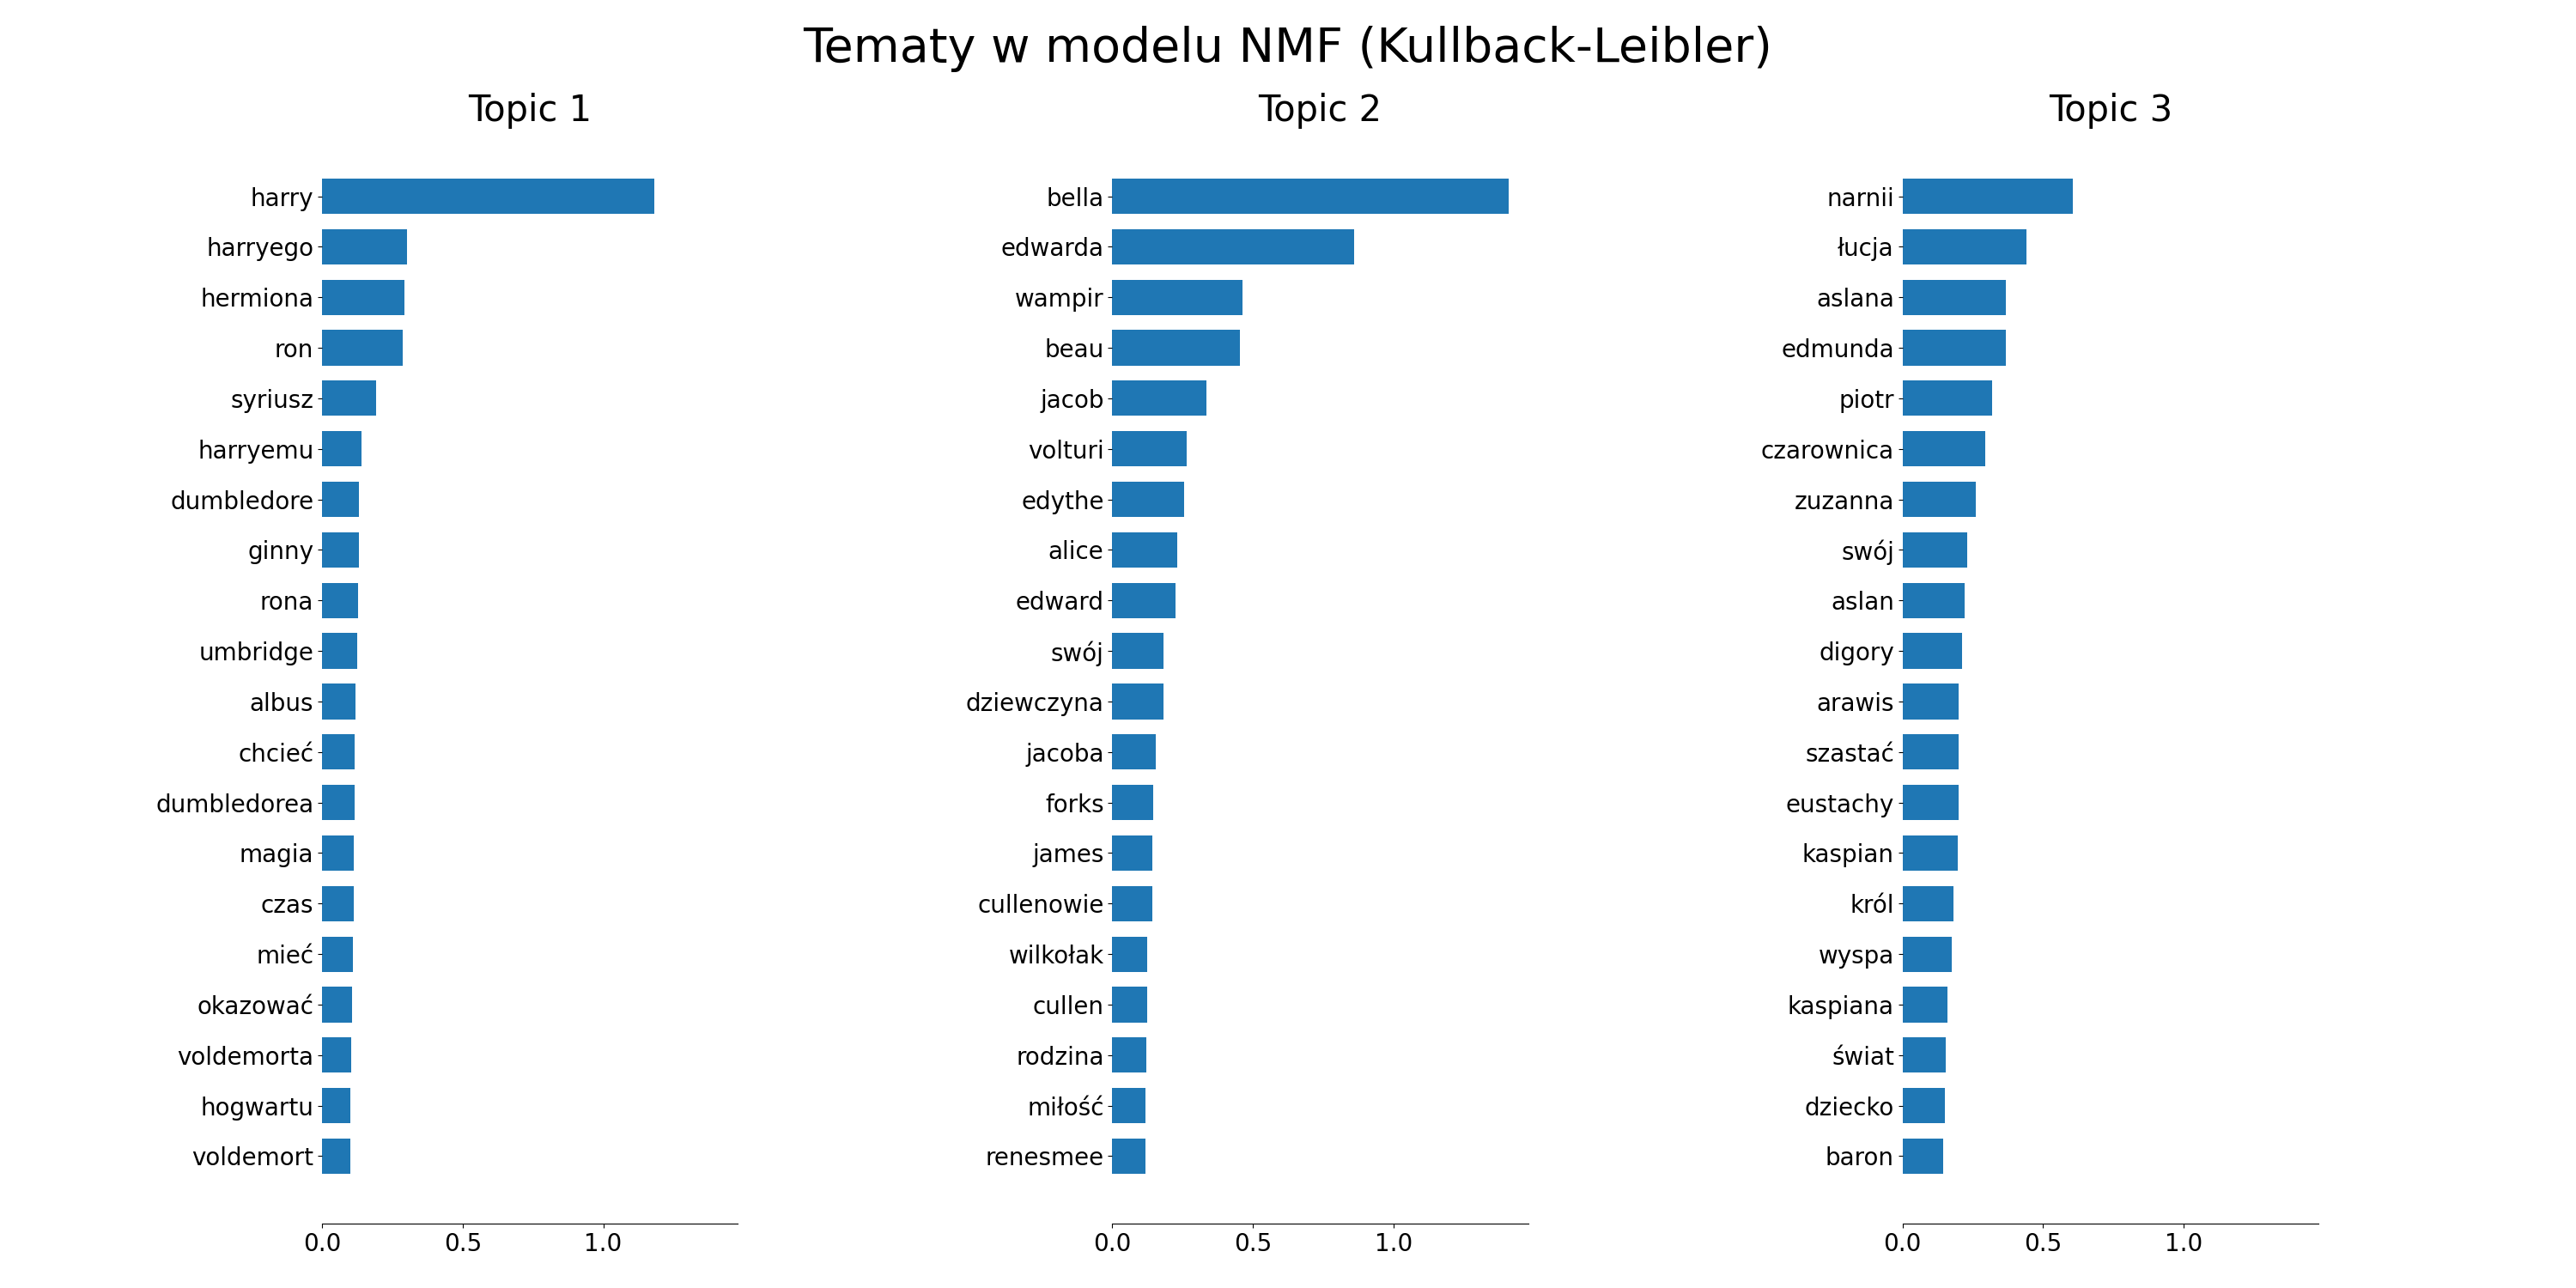 Tematy w modelu NMF (Kullback-Leibler)
Topic 1
harry
harryego
hermiona
ron
syriusz
harryemu
dumbledore
ginny
rona
umbridge
albus
chcieć
dumbledorea
magia
czas
mieć
okazować
voldemorta
hogwartu
voldemort
0.0 0.5 1.0
Topic 2
bella
edwarda
wampir
beau
jacob
volturi
edythe
alice
edward
swój
dziewczyna
jacoba
forks
james
cullenowie
wilkołak
cullen
rodzina
miłość
renesmee
0.0 0.5 1.0
Topic 3
narnii
łucja
aslana
edmunda
piotr
czarownica
zuzanna
swój
aslan
digory
arawis
szastać
eustachy
kaspian
król
wyspa
kaspiana
świat
dziecko
baron
0.0 0.5 1.0